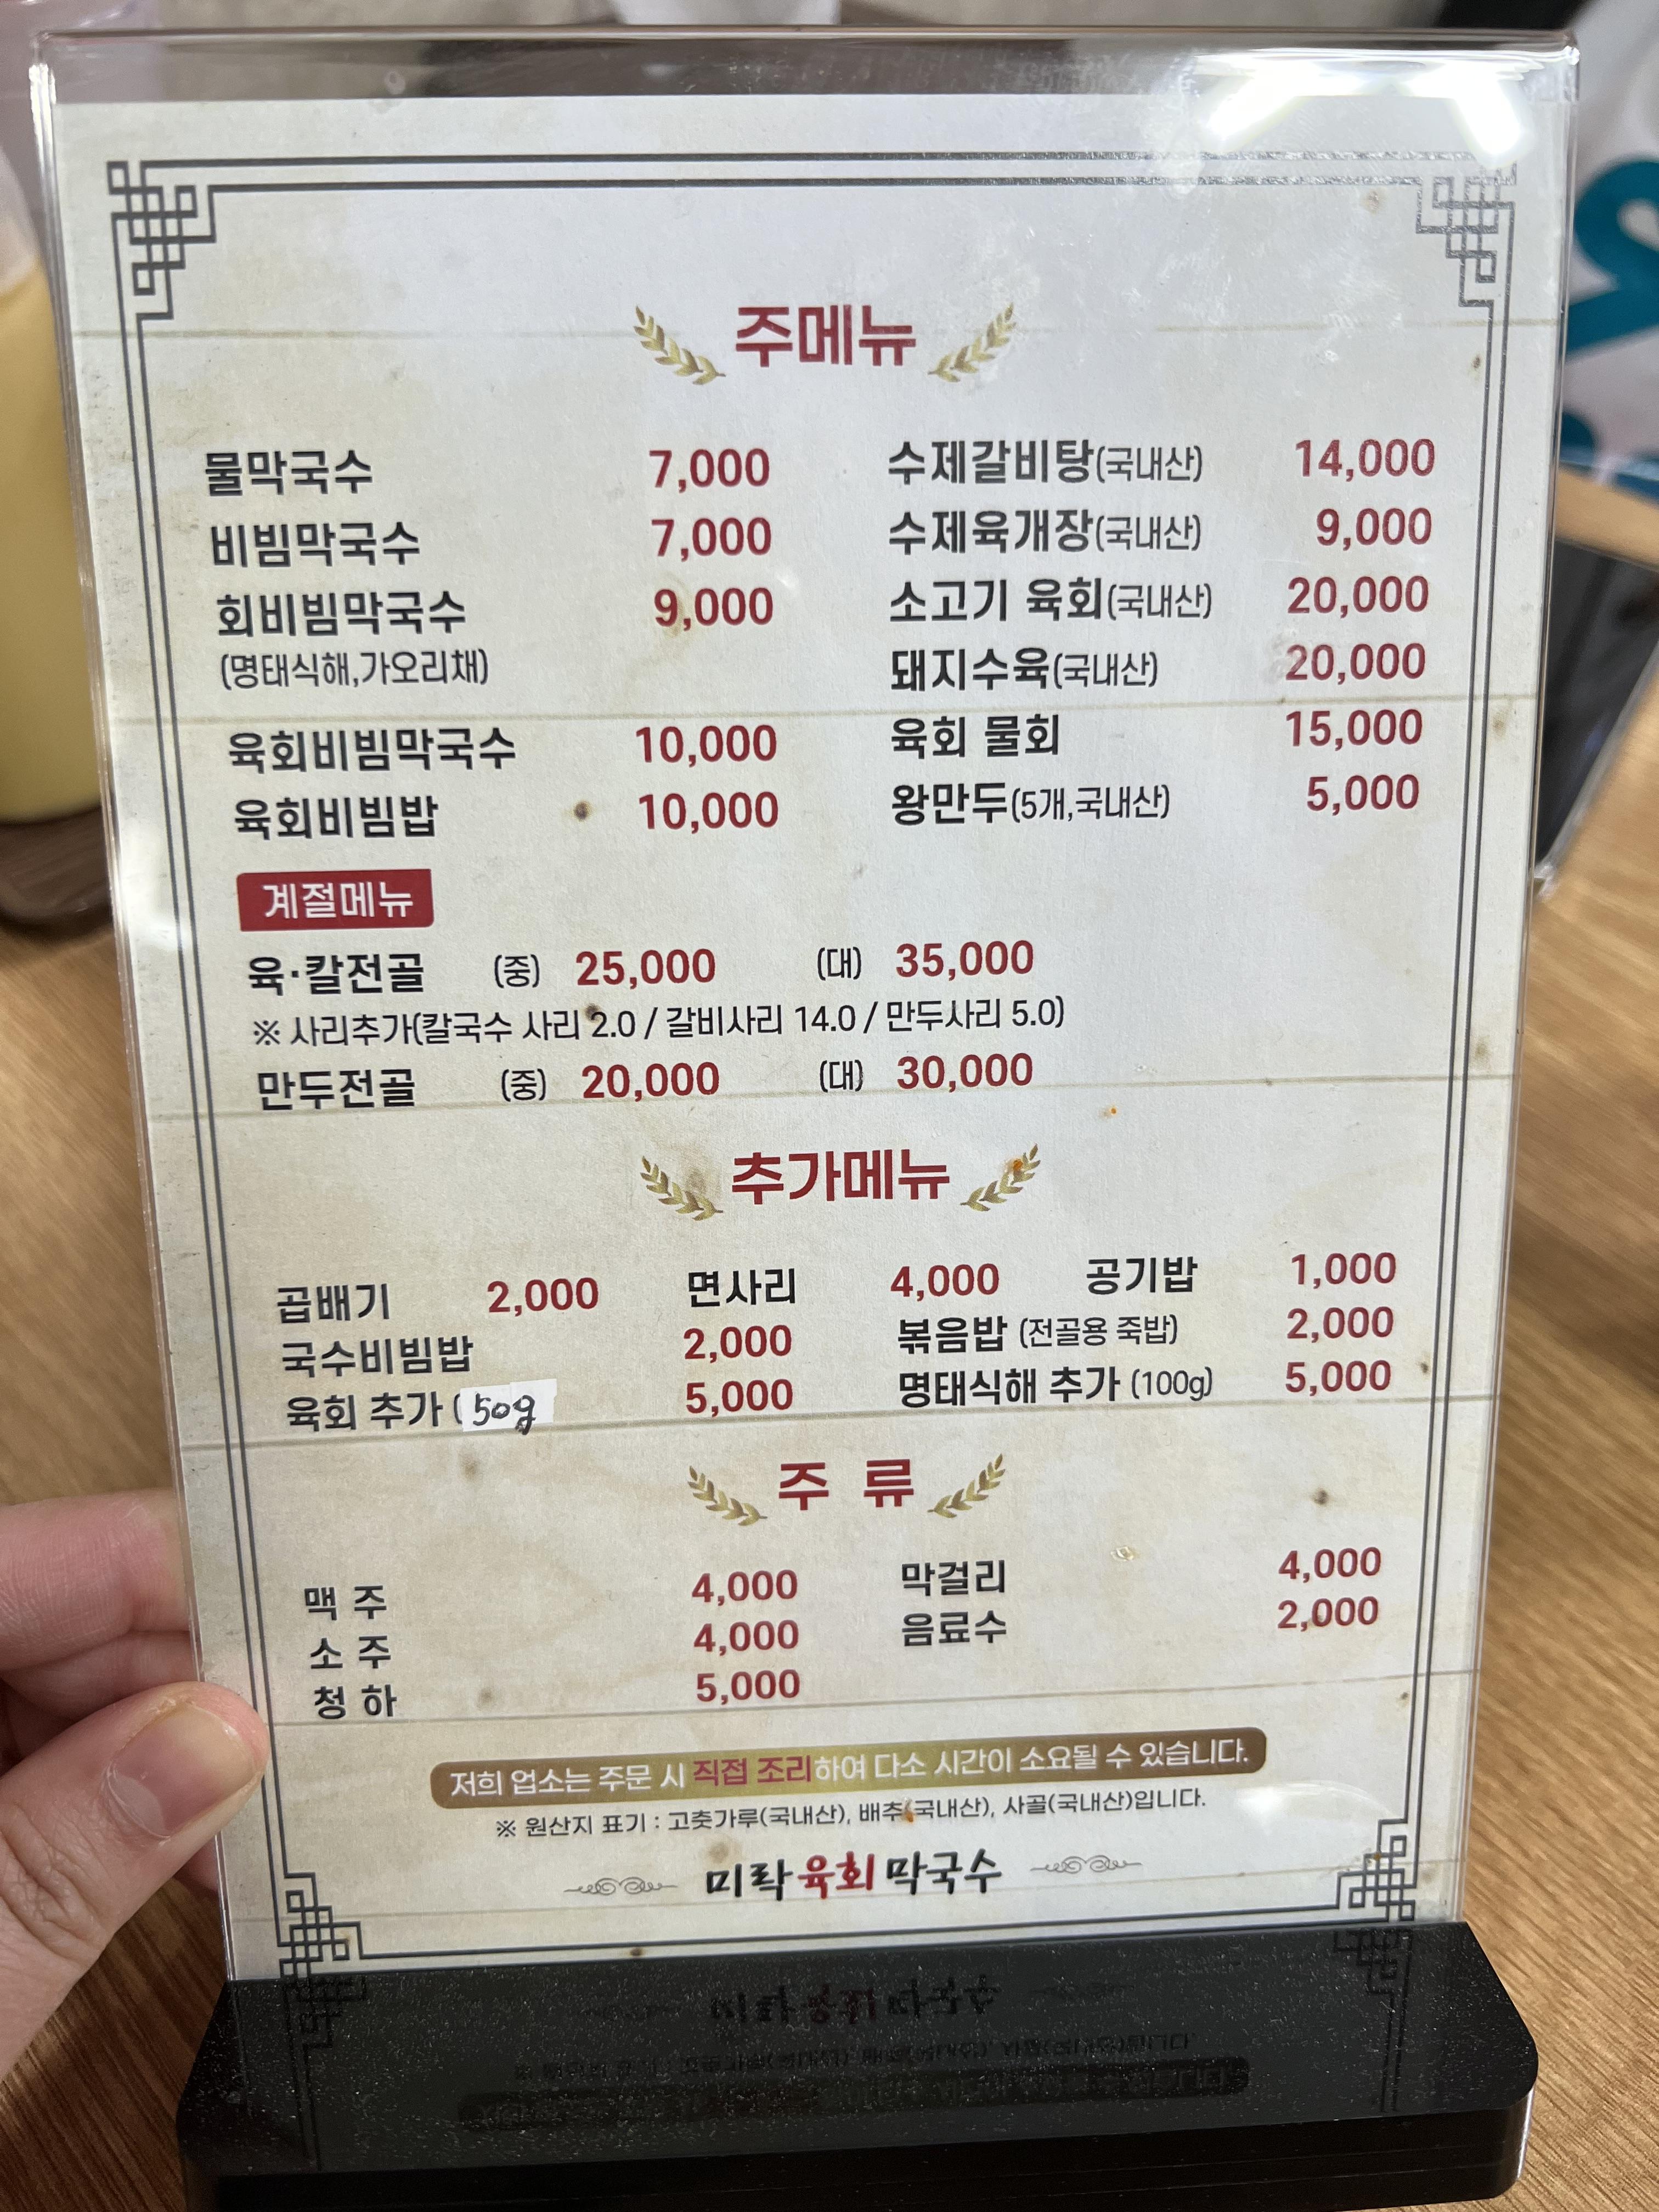 주메뉴
물막국수 7,000
비빔막국수 7,000
회비빔막국수 9,000
(명태식해,가오리채)
육회비빔막국수 10,000
육회비빔밥 10,000
수제갈비탕(국내산) 14,000
수제육개장(국내산) 9,000
소고기 육회(국내산) 20,000
돼지수육(국내산) 20,000
육회 물회 15,000
왕만두(5개,국내산) 5,000
계절메뉴
육·칼전골 (중) 25,000 (대) 35,000
※ 사리추가(칼국수 사리 2.0 / 갈비사리 14.0 / 만두사리 5.0)
만두전골 (중) 20,000 (대) 30,000
추가메뉴
곱배기 2,000 면사리 4,000 공기밥 1,000
국수비빔밥 2,000 볶음밥 (전골용 죽밥) 2,000
육회 추가 (50g 5,000 명태식해 추가 (100g) 5,000
주 류
맥 주 4,000 막걸리 4,000
소 주 4,000 음료수 2,000
청 하 5,000
저희 업소는 주문 시 직접 조리하여 다소 시간이 소요될 수 있습니다.
※ 원산지 표기 : 고춧가루(국내산), 배추(국내산), 사골(국내산)입니다.
미락육회막국수